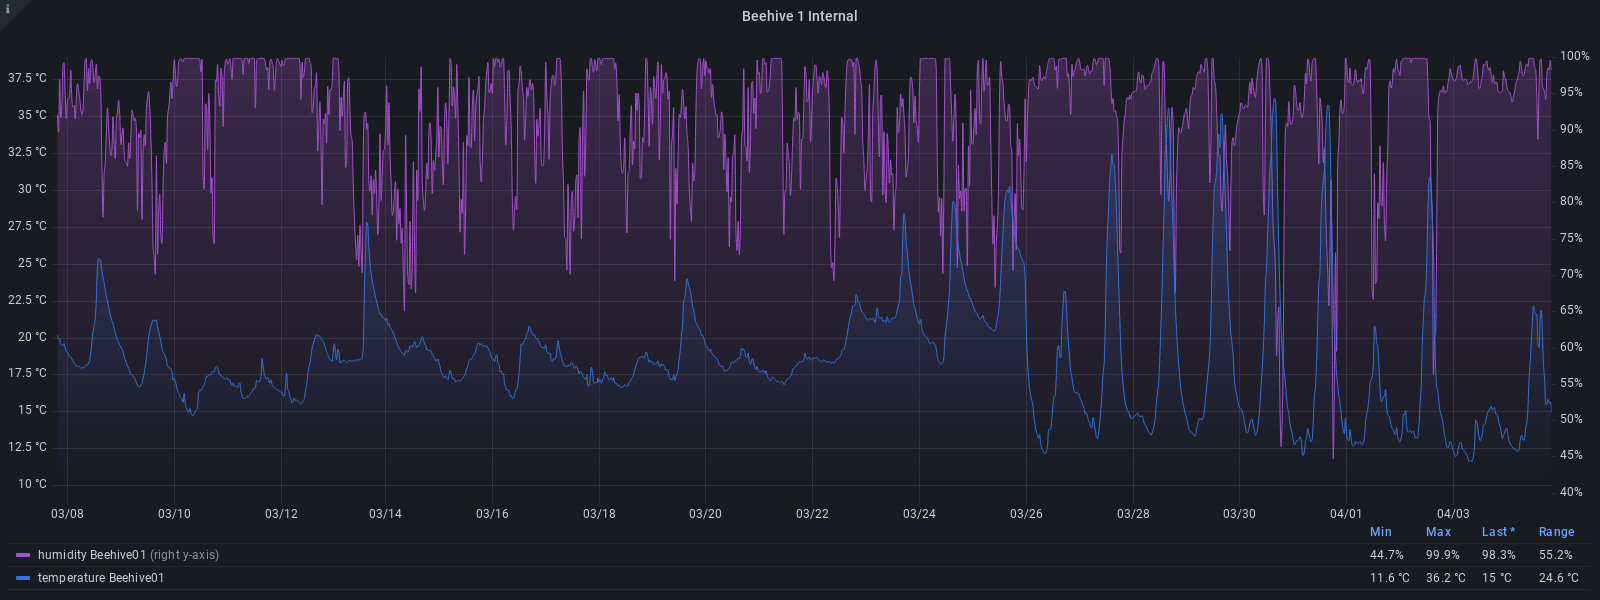 i
Beehive 1 Internal
37.5 °C
35 °C
32.5 °C
30 °C
27.5 °C
25 °C
22.5 °C
20 °C
17.5 °C
15 °C
12.5 °C
10 °C
100%
95%
90%
85%
80%
75%
70%
65%
60%
55%
50%
45%
40%
03/08 03/10 03/12 03/14 03/16 03/18 03/20 03/22 03/24 03/26 03/28 03/30 04/01 04/03
Min Max Last * Range
humidity Beehive01 (right y-axis) 44.7% 99.9% 98.3% 55.2%
temperature Beehive01 11.6 °C 36.2 °C 15 °C 24.6 °C